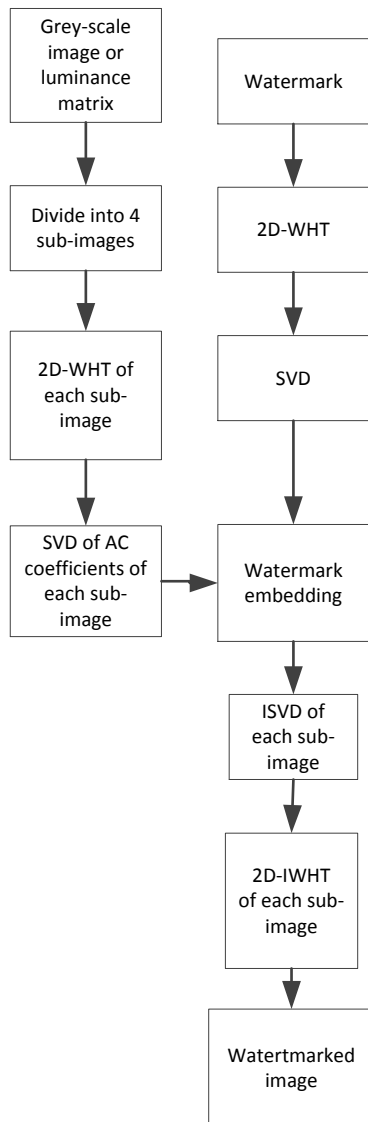 Grey-scale
image or
luminance
matrix
Divide into 4
sub-images
2D-WHT of
each sub-
image
SVD of AC
coefficients of
each sub-
image
Watermark
2D-WHT
SVD
Watermark
embedding
ISVD of
each sub-
image
2D-IWHT
of each sub-
image
Watertmarked
image